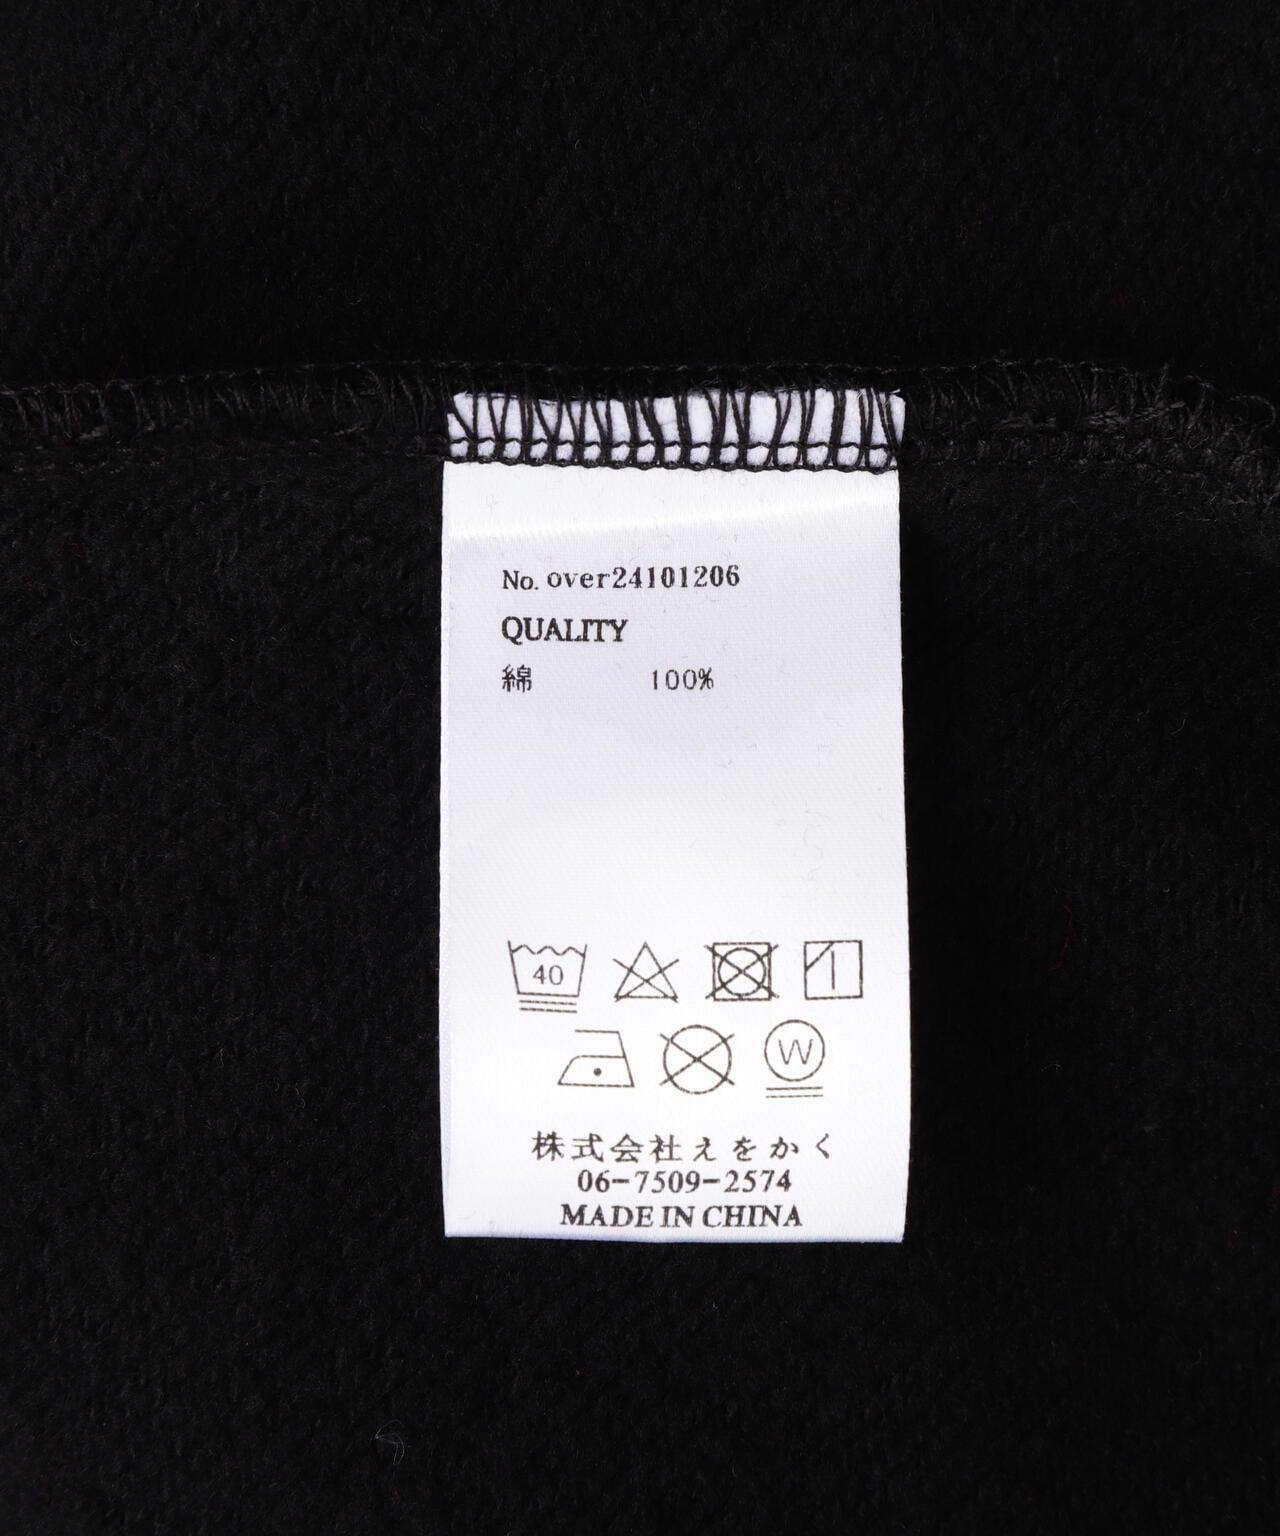 No. over24101206
QUALITY
綿 100%
40
W
株式会社えをかく
06-7509-2574
MADE IN CHINA